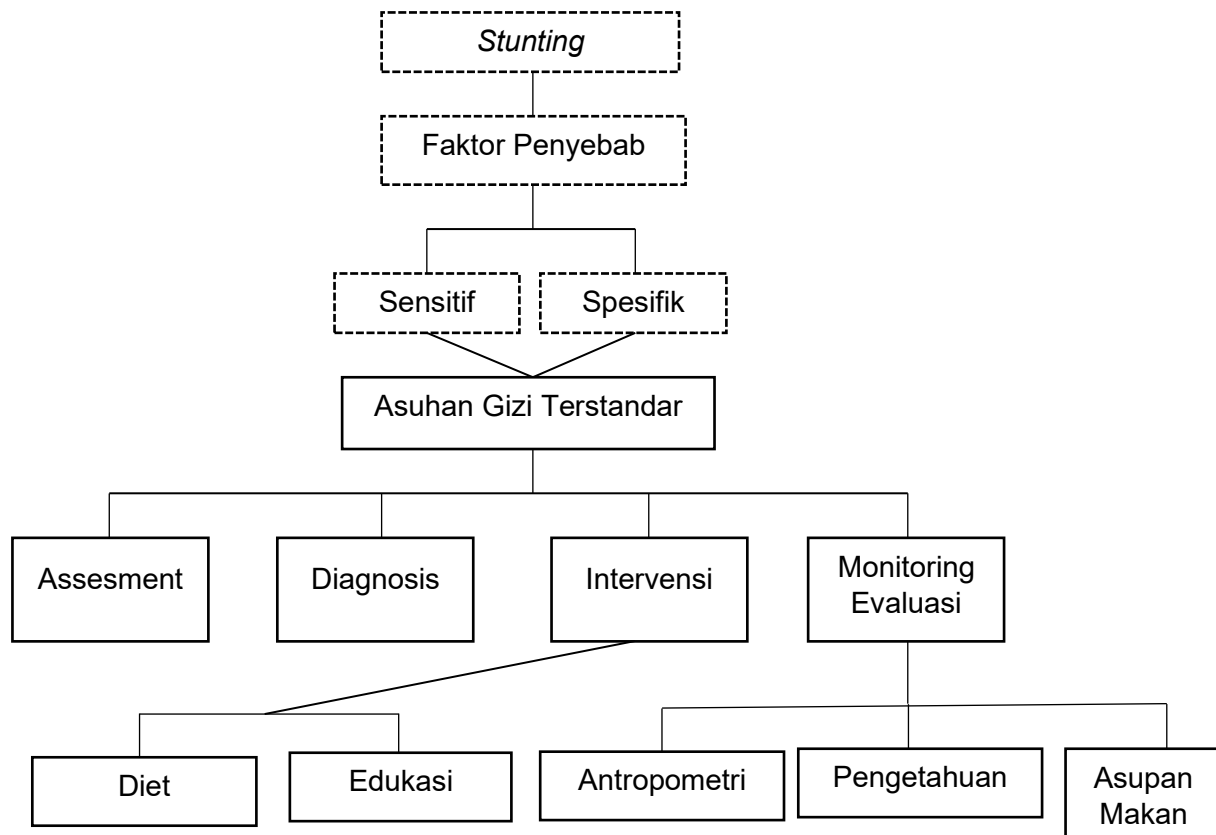 Stunting
Faktor Penyebab
Sensitif
Spesifik
Asuhan Gizi Terstandar
Assesment
Diagnosis
Intervensi
Monitoring
Evaluasi
Diet
Edukasi
Antropometri
Pengetahuan
Asupan
Makan